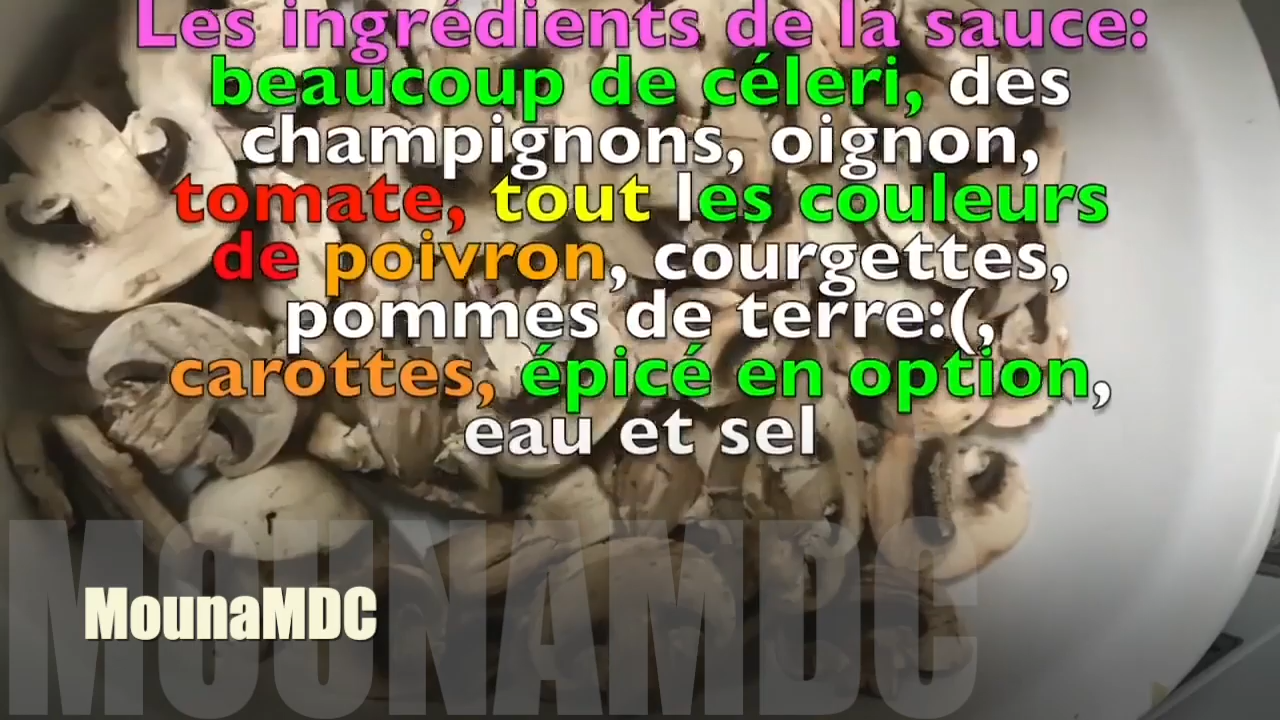 Les ingrédients de la sauce:
beaucoup de céleri, des
champignons, oignon,
tomate, tout les couleurs
de poivron, courgettes,
pommes de terre:(,
carottes, épicé en option,
eau et sel
MOUNAMDC
MounaMDC